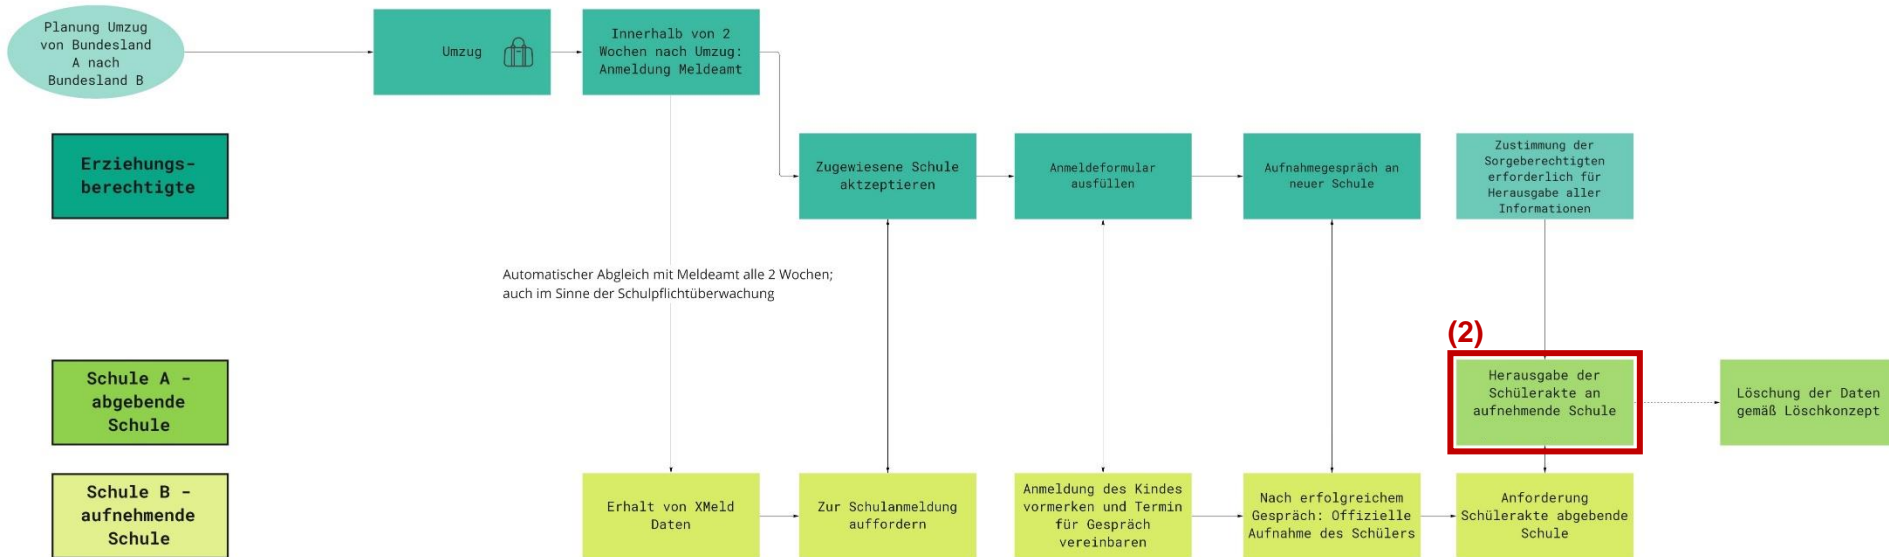 Planung Umzug
von Bundesland
A nach
Bundesland B
Umzug
Innerhalb von 2
Wochen nach Umzug:
Anmeldung Meldeamt
Erziehungs-
berechtigte
Zugewiesene Schule
aktzeptieren
Anmeldeformular
ausfüllen
Aufnahmegespräch an
neuer Schule
Zustimmung der
Sorgeberechtigten
erforderlich für
Herausgabe aller
Informationen
Automatischer Abgleich mit Meldeamt alle 2 Wochen;
auch im Sinne der Schulpflichtüberwachung
(2)
Schule A -
abgebende
Schule
Herausgabe der
Schülerakte an
aufnehmende Schule
Löschung der Daten
gemäß Löschkonzept
Schule B -
aufnehmende
Schule
Erhalt von XMeld
Daten
Zur Schulanmeldung
auffordern
Anmeldung des Kindes
vormerken und Termin
für Gespräch
vereinbaren
Nach erfolgreichem
Gespräch: Offizielle
Aufnahme des Schülers
Anforderung
Schülerakte abgebende
Schule